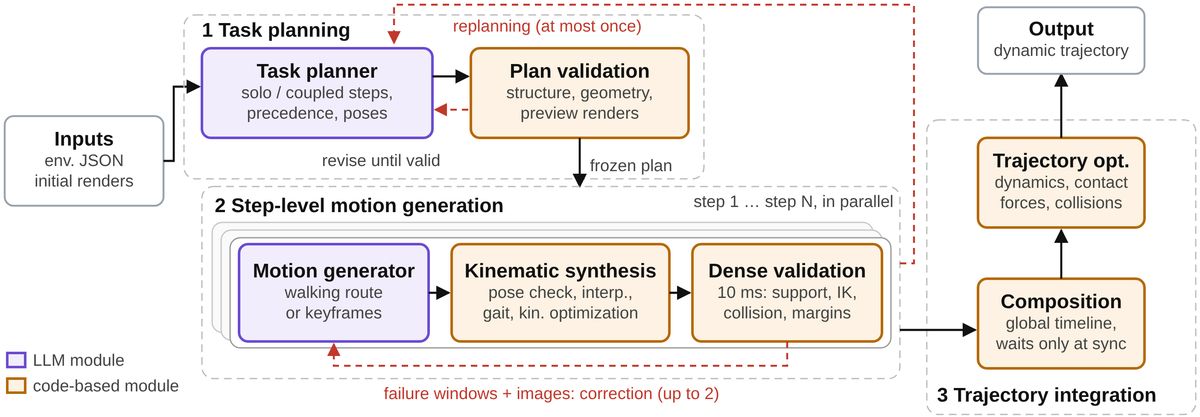 replanning (at most once)
1 Task planning
Task planner
solo / coupled steps,
precedence, poses
Plan validation
structure, geometry,
preview renders
revise until valid
frozen plan
Inputs
env. JSON
initial renders
2 Step-level motion generation
step 1 … step N, in parallel
Motion generator
walking route
or keyframes
Kinematic synthesis
pose check, interp.,
gait, kin. optimization
Dense validation
10 ms: support, IK,
collision, margins
failure windows + images: correction (up to 2)
LLM module
code-based module
Output
dynamic trajectory
Trajectory opt.
dynamics, contact
forces, collisions
Composition
global timeline,
waits only at sync
3 Trajectory integration